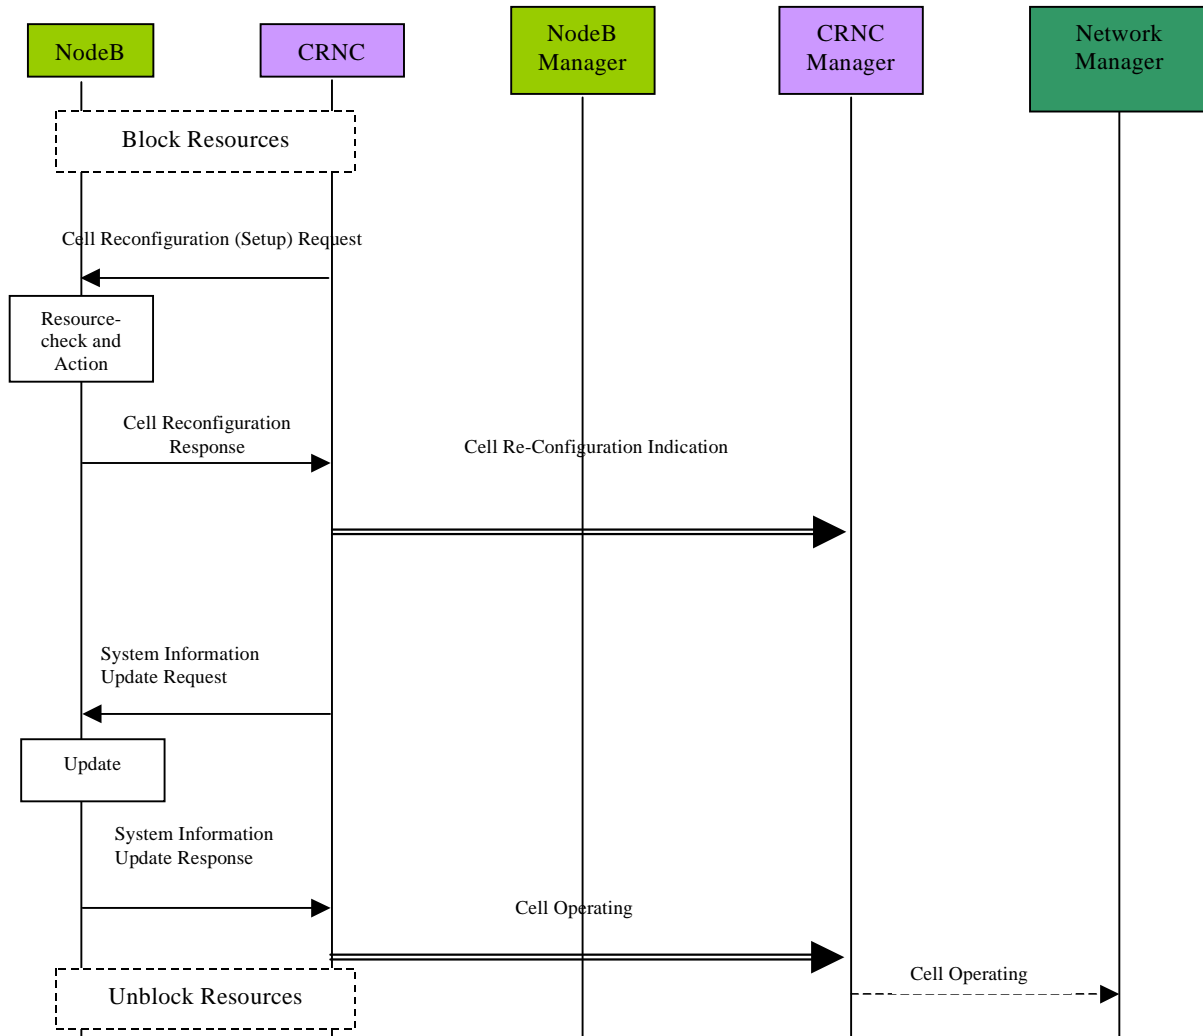 NodeB
CRNC
NodeB
Manager
CRNC
Manager
Network
Manager
Block Resources
Cell Reconfiguration (Setup) Request
Resource-
check and
Action
Cell Reconfiguration
Response
Cell Re-Configuration Indication
System Information
Update Request
Update
System Information
Update Response
Cell Operating
Cell Operating
Unblock Resources